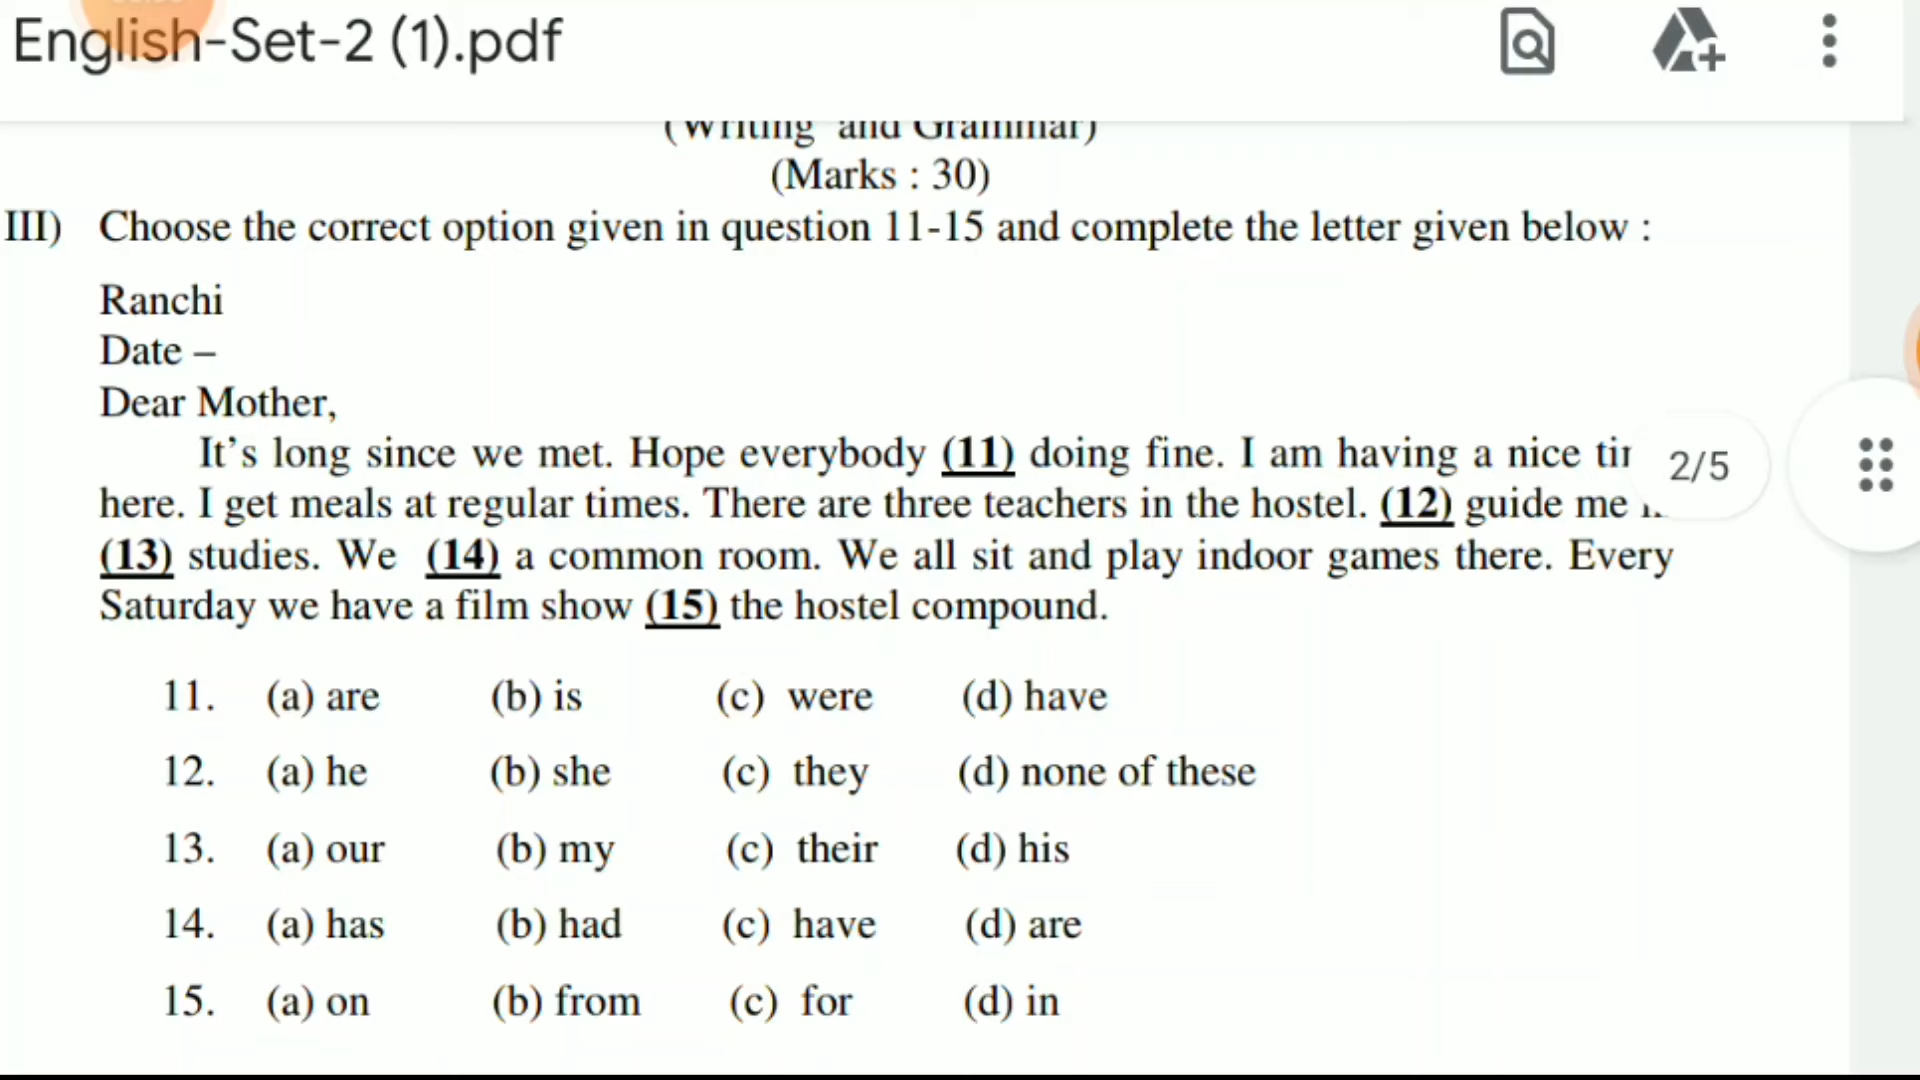 English-Set-2 (1).pdf
(Writing and Grammar)
(Marks : 30)
III) Choose the correct option given in question 11-15 and complete the letter given below :
Ranchi
Date –
Dear Mother,
It’s long since we met. Hope everybody (11) doing fine. I am having a nice
2/5
here. I get meals at regular times. There are three teachers in the hostel. (12) guide me
(13) studies. We (14) a common room. We all sit and play indoor games there. Every
Saturday we have a film show (15) the hostel compound.
11. (a) are (b) is (c) were (d) have
12. (a) he (b) she (c) they (d) none of these
13. (a) our (b) my (c) their (d) his
14. (a) has (b) had (c) have (d) are
15. (a) on (b) from (c) for (d) in